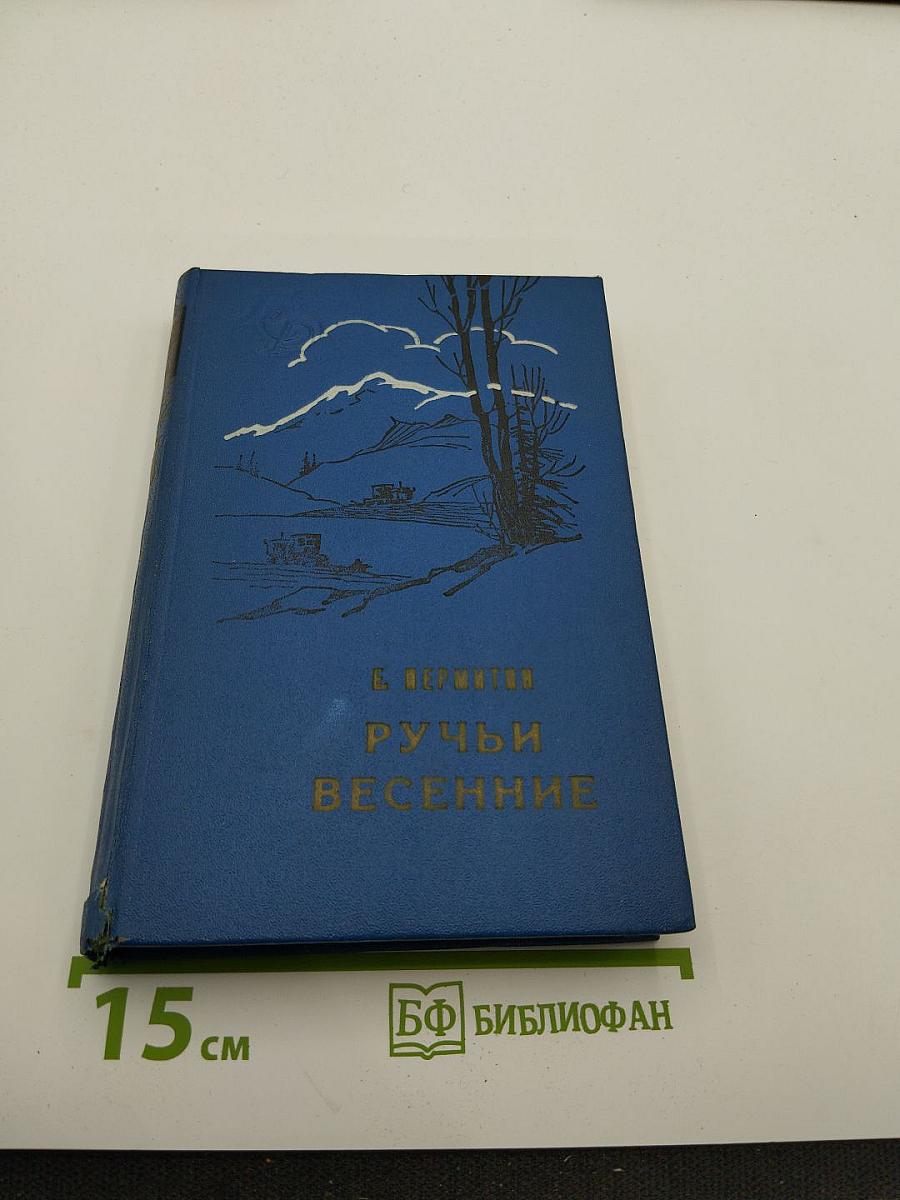 Е. ПЕРМИТИН
РУЧЬИ
ВЕСЕННИЕ
15 см
БФ БИБЛИОФАН